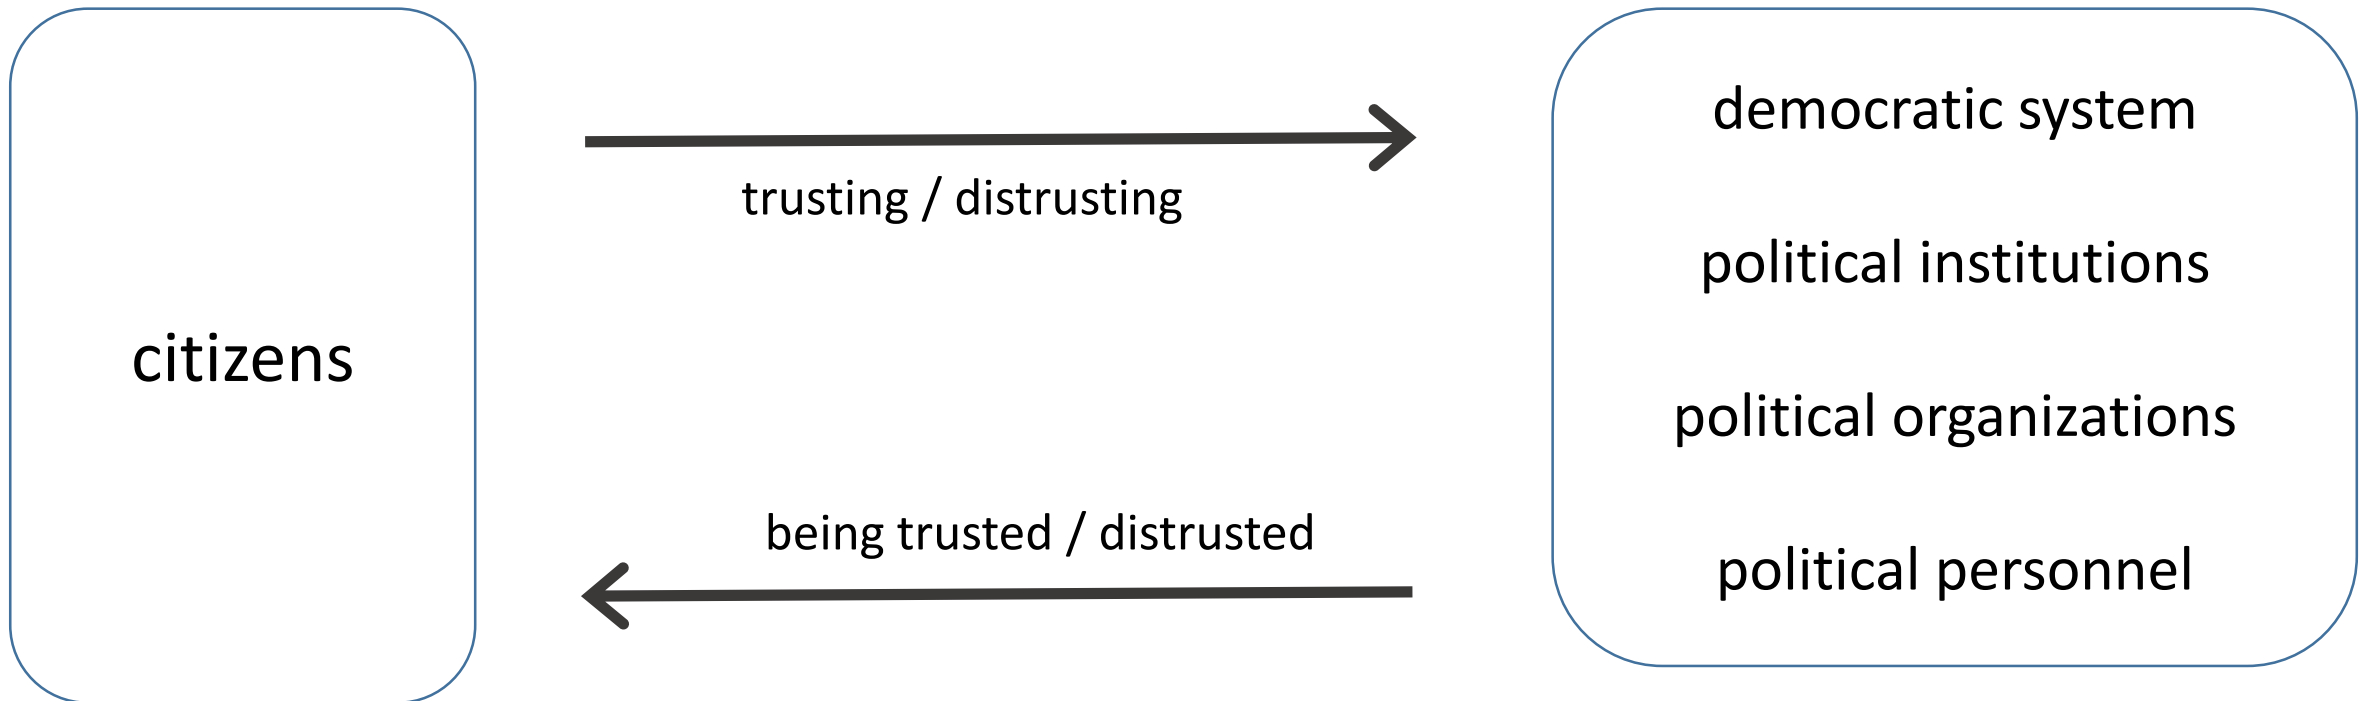 citizens
trusting / distrusting
being trusted / distrusted
democratic system
political institutions
political organizations
political personnel